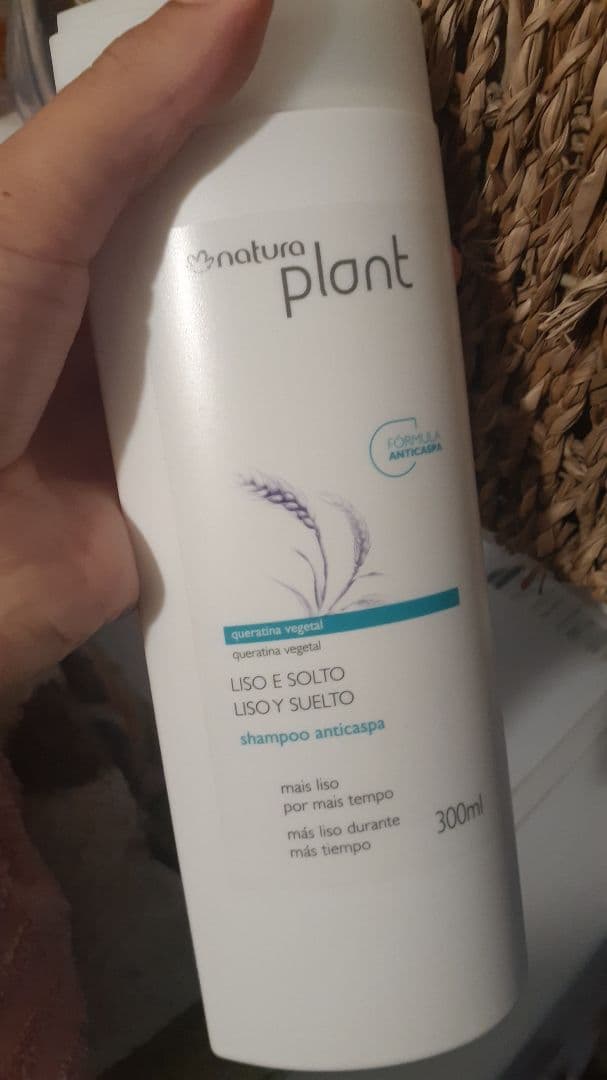 natura
plant
FÓRMULA
ANTICASPA
queratina vegetal
queratina vegetal
LISO E SOLTO
LISO Y SUELTO
shampoo anticaspa
mais liso
por mais tempo
más liso durante
más tiempo
300ml